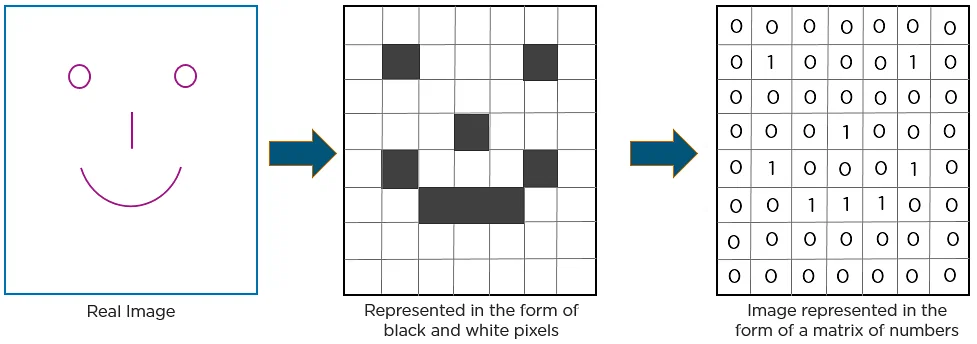 0 0 0 0 0 0 0
0 1 0 0 0 1 0
0 0 0 0 0 0 0
0 0 0 1 0 0 0
0 1 0 0 0 1 0
0 0 1 1 1 0 0
0 0 0 0 0 0 0
0 0 0 0 0 0 0
Real Image
Represented in the form of
black and white pixels
Image represented in the
form of a matrix of numbers